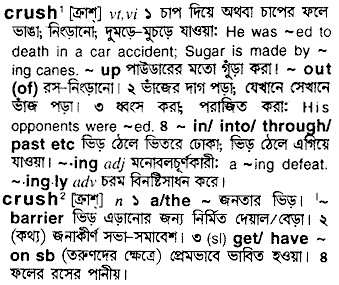 crush¹ [ক্রাশ] vt,vi ১ চাপ দিয়ে অথবা চাপের ফলে
ভাঙা; নিংড়ানো; দুমড়ে-মুচড়ে যাওয়া: He was ~ed to
death in a car accident; Sugar is made by ~
ing canes. ~ up পাউডারের মতো গুঁড়া করা। ~ out
(of) রস-নিংড়ানো। ২ ভাঁজের দাগ পড়া; যেখানে সেখানে
ভাঁজ পড়া। ৩ ধ্বংস করা; পরাজিত করা: His
opponents were ~ed. ৪ ~ in/ into/ through/
past etc ভিড় ঠেলে ভিতরে ঢোকা; ভিড় ঠেলে এগিয়ে
যাওয়া। ~·ing adj মনোবলচূর্ণকারী: a ~ing defeat.
~·ing·ly adv চরম বিনষ্টিসাধন করে।
crush² [ক্রাশ] n ১ a/the ~ জনতার ভিড়। ˈ~
barrier ভিড় এড়ানোর জন্য নির্মিত দেয়াল/বেড়া। ২
(কথ্য) জনাকীর্ণ সভা-সমাবেশ। ৩ (sl) get/ have ~
on sb (তরুণদের ক্ষেত্রে) প্রেমভাবে ভাবিত হওয়া। ৪
ফলের রসের পানীয়।